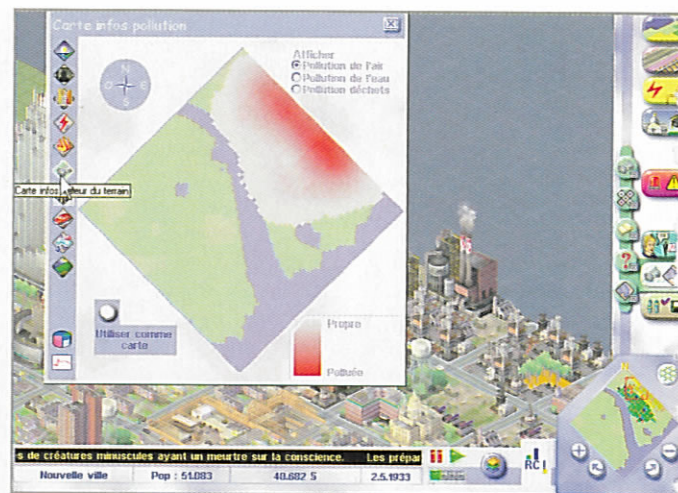 Carte infos pollution
N
O
E
S
Afficher
Pollution de l'air
Pollution de l'eau
Pollution déchets
Carte infos valeur du terrain
Utiliser comme
carte
Propre
Polluée
s de créatures minuscules ayant un meurtre sur la conscience. Les prépar
Nouvelle ville
Pop : 51.083
40.682 S
2.5.1933
RCI